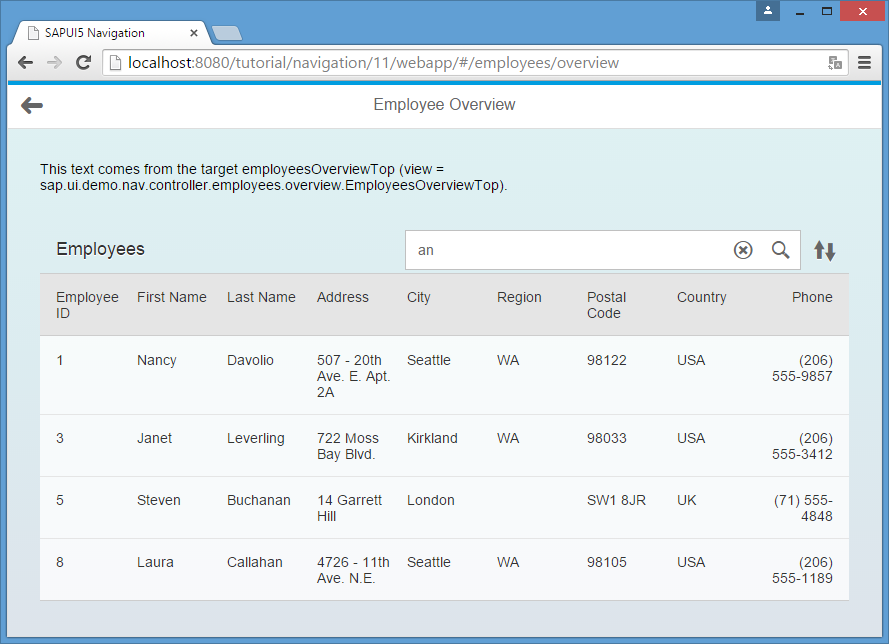 SAPUI5 Navigation
localhost:8080/tutorial/navigation/11/webapp/#/employees/overview
Employee Overview
This text comes from the target employeesOverviewTop (view =
sap.ui.demo.nav.controller.employees.overview.EmployeesOverviewTop).
Employees an
Employee First Name Last Name Address City Region Postal Country Phone
ID Code
1 Nancy Davolio 507 - 20th Seattle WA 98122 USA (206)
Ave. E. Apt. 555-9857
2A
3 Janet Leverling 722 Moss Kirkland WA 98033 USA (206)
Bay Blvd. 555-3412
5 Steven Buchanan 14 Garrett London SW1 8JR UK (71) 555-
Hill 4848
8 Laura Callahan 4726 - 11th Seattle WA 98105 USA (206)
Ave. N.E. 555-1189